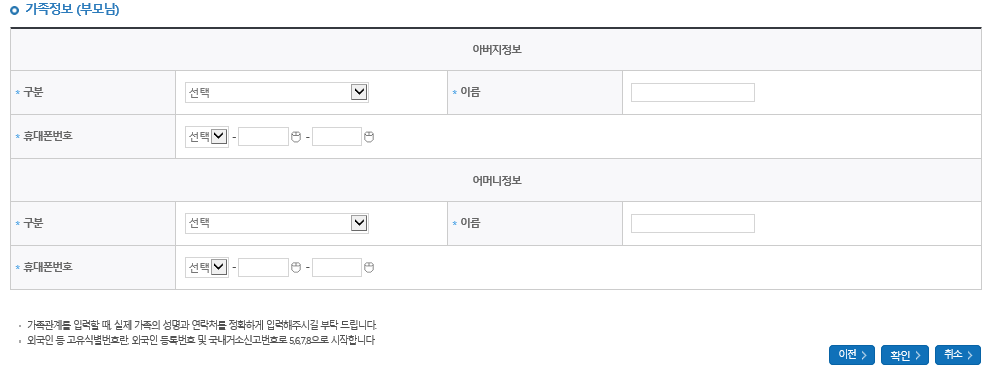 가족정보 (부모님)
아버지정보
* 구분 선택 * 이름
* 휴대폰번호 선택 - -
어머니정보
* 구분 선택 * 이름
* 휴대폰번호 선택 - -
• 가족관계를 입력할 때, 실제 가족의 성명과 연락처를 정확하게 입력해주시길 부탁 드립니다.
• 외국인 등 고유식별번호란, 외국인 등록번호 및 국내거소신고번호로 5,6,7,8으로 시작합니다
이전 확인 취소